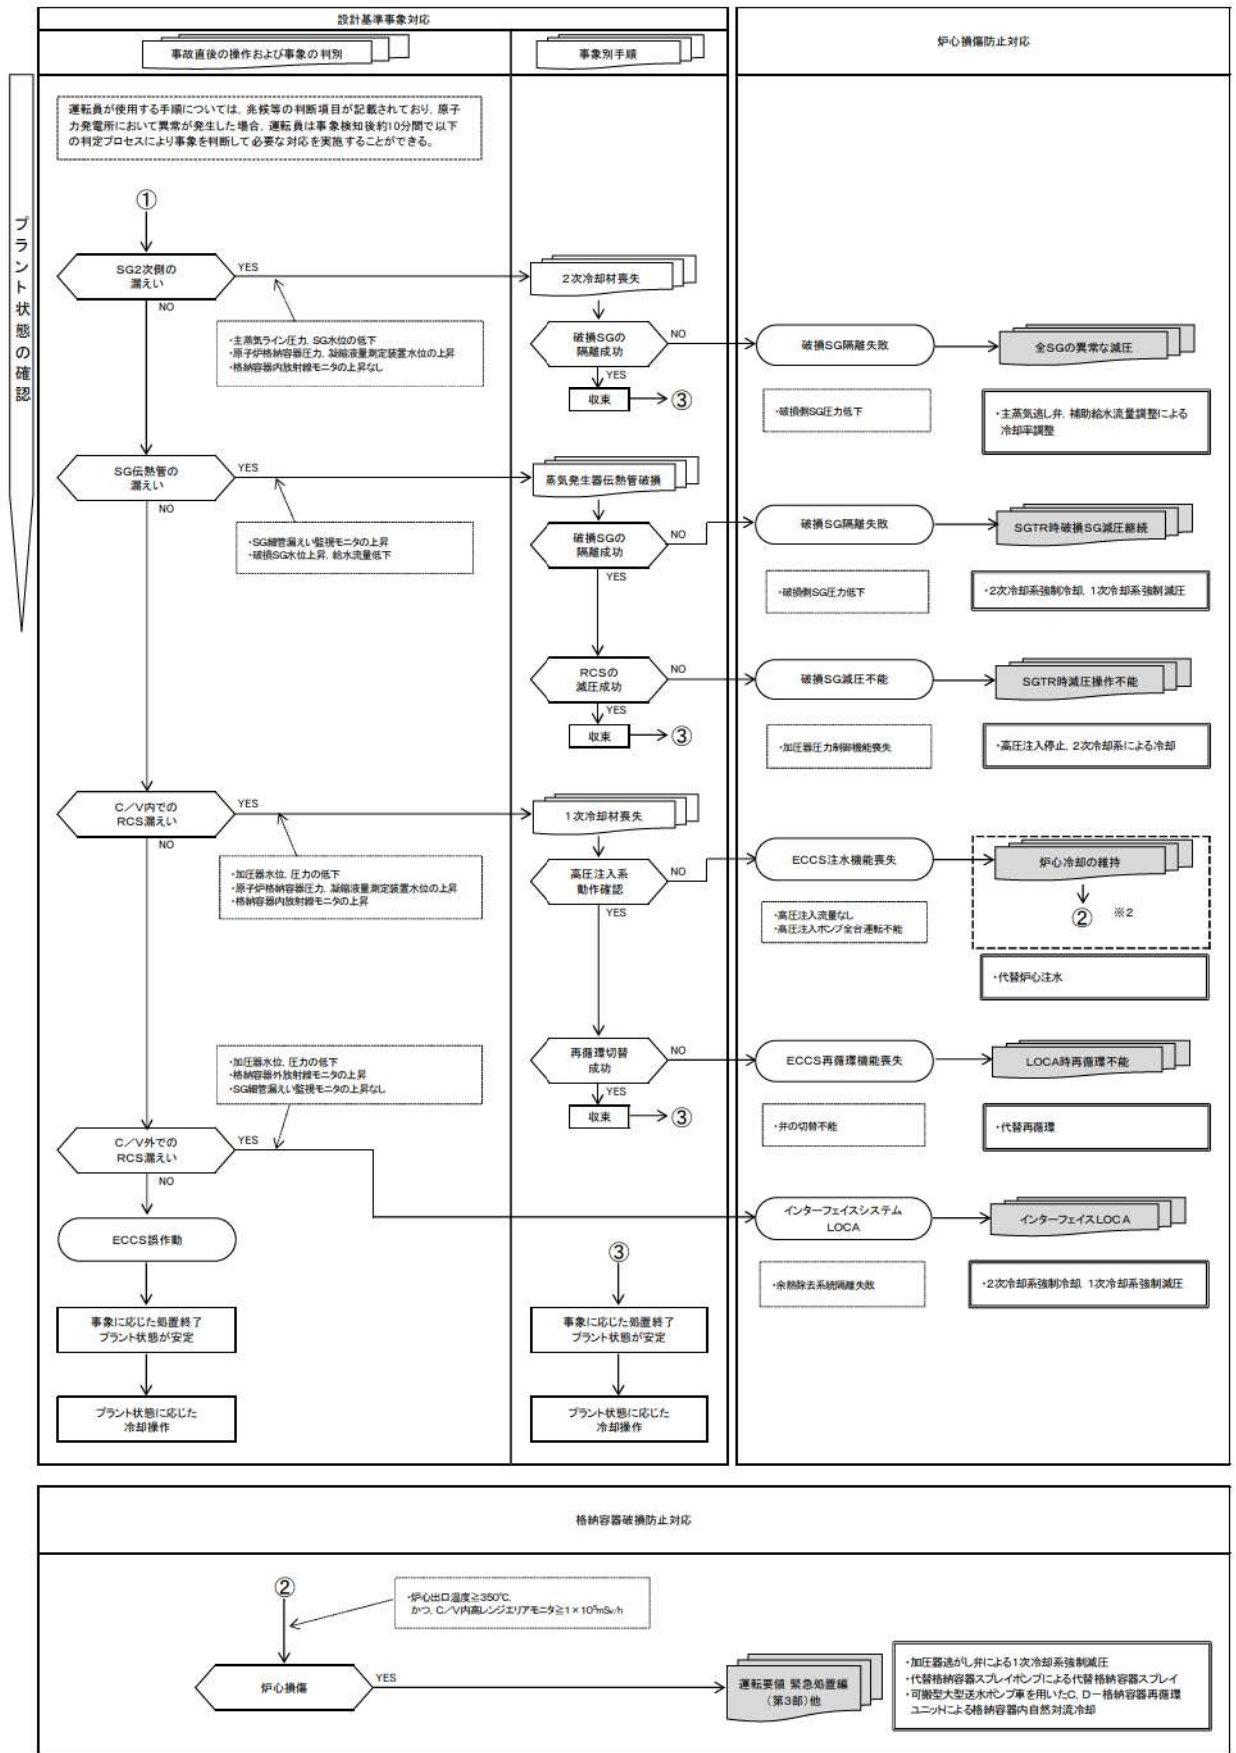 設計基準事象対応
事故直後の操作および事象の判別
事象別手順
炉心損傷防止対応
プラント状態の確認
運転員が使用する手順については、兆候等の判断項目が記載されており、原子
力発電所において異常が発生した場合、運転員は事象検知後約10分間で以下
の判定プロセスにより事象を判断して必要な対応を実施することができる。
①
SG2次側の
漏えい
YES
NO
・主蒸気ライン圧力、SG水位の低下
・原子炉格納容器圧力、凝縮液量測定装置水位の上昇
・格納容器内放射線モニタの上昇なし
2次冷却材喪失
破損SGの
隔離成功
NO
YES
収束
③
破損SG隔離失敗
・破損側SG圧力低下
全SGの異常な減圧
・主蒸気逃し弁、補助給水流量調整による
冷却率調整
SG伝熱管の
漏えい
YES
NO
・SG細管漏えい監視モニタの上昇
・破損SG水位上昇、給水流量低下
蒸気発生器伝熱管破損
破損SGの
隔離成功
NO
YES
破損SG隔離失敗
・破損側SG圧力低下
SGTR時破損SG減圧継続
・2次冷却系強制冷却、1次冷却系強制減圧
RCSの
減圧成功
NO
YES
収束
③
破損SG減圧不能
・加圧器圧力制御機能喪失
SGTR時減圧操作不能
・高圧注入停止、2次冷却系による冷却
C/V内での
RCS漏えい
YES
NO
・加圧器水位、圧力の低下
・原子炉格納容器圧力、凝縮液量測定装置水位の上昇
・格納容器内放射線モニタの上昇
1次冷却材喪失
高圧注入系
動作確認
NO
YES
ECCS注水機能喪失
・高圧注入流量なし
・高圧注入ポンプ全台運転不能
炉心冷却の維持
② ※2
・代替炉心注水
・加圧器水位、圧力の低下
・格納容器外放射線モニタの上昇
・SG細管漏えい監視モニタの上昇なし
再循環切替
成功
NO
YES
収束
③
ECCS再循環機能喪失
・弁の切替不能
LOCA時再循環不能
・代替再循環
C/V外での
RCS漏えい
YES
NO
インターフェイスシステム
LOCA
・余熱除去系統隔離失敗
インターフェイスLOCA
・2次冷却系強制冷却 1次冷却系強制減圧
ECCS誤作動
事象に応じた処置終了
プラント状態が安定
プラント状態に応じた
冷却操作
③
事象に応じた処置終了
プラント状態が安定
プラント状態に応じた
冷却操作
格納容器破損防止対応
②
・炉心出口温度≧350℃、
かつ、C/V内高レンジエリアモニタ≧1×10⁵mSv/h
炉心損傷
YES
運転要領 緊急処置編
(第3部)他
・加圧器逃がし弁による1次冷却系強制減圧
・代替格納容器スプレイポンプによる代替格納容器スプレイ
・可搬型大型送水ポンプ車を用いたC、D-格納容器再循環
ユニットによる格納容器内自然対流冷却